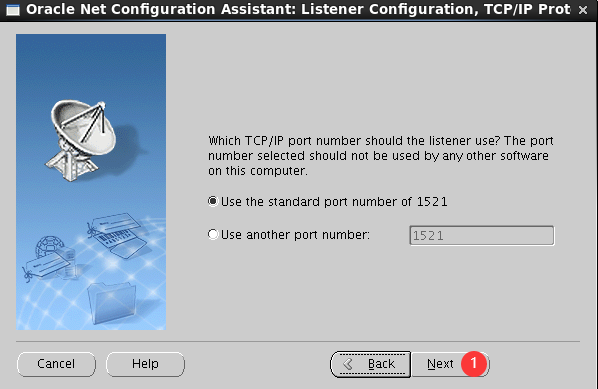 Oracle Net Configuration Assistant: Listener Configuration, TCP/IP Prot
Which TCP/IP port number should the listener use? The port
number selected should not be used by any other software
on this computer.
Use the standard port number of 1521
Use another port number: 1521
Cancel Help Back Next 1